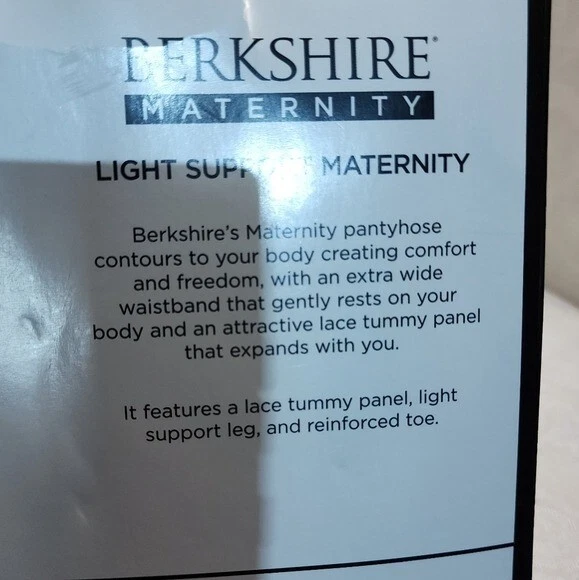 BERKSHIRE®
MATERNITY
LIGHT SUPPORT MATERNITY
Berkshire's Maternity pantyhose
contours to your body creating comfort
and freedom, with an extra wide
waistband that gently rests on your
body and an attractive lace tummy panel
that expands with you.
It features a lace tummy panel, light
support leg, and reinforced toe.